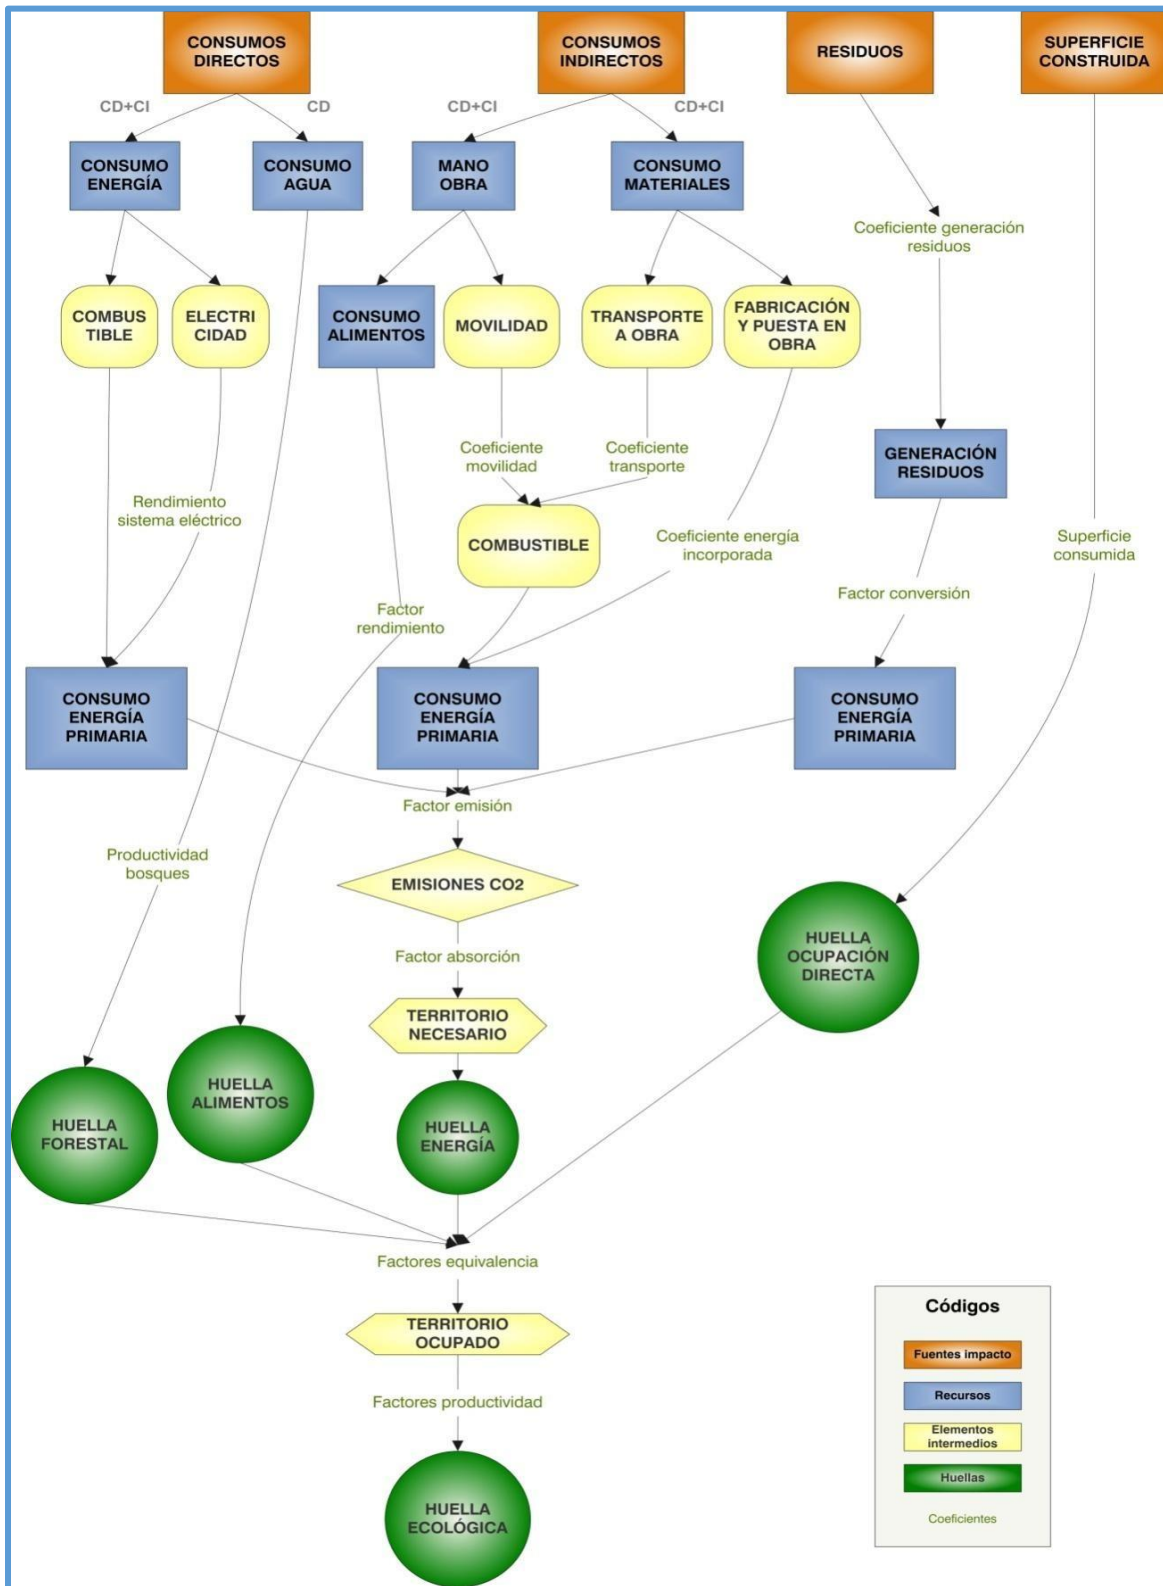 CONSUMOS
DIRECTOS
CONSUMOS
INDIRECTOS
RESIDUOS
SUPERFICIE
CONSTRUIDA
CD+CI
CD
CD+CI
CD+CI
CONSUMO
ENERGÍA
CONSUMO
AGUA
MANO
OBRA
CONSUMO
MATERIALES
Coeficiente generación
residuos
COMBUS
TIBLE
ELECTRI
CIDAD
CONSUMO
ALIMENTOS
MOVILIDAD
TRANSPORTE
A OBRA
FABRICACIÓN
Y PUESTA EN
OBRA
Coeficiente
movilidad
Coeficiente
transporte
GENERACIÓN
RESIDUOS
Rendimiento
sistema eléctrico
COMBUSTIBLE
Coeficiente energía
incorporada
Superficie
consumida
Factor
rendimiento
Factor conversión
CONSUMO
ENERGÍA
PRIMARIA
CONSUMO
ENERGÍA
PRIMARIA
CONSUMO
ENERGÍA
PRIMARIA
Factor emisión
Productividad
bosques
EMISIONES CO2
HUELLA
OCUPACIÓN
DIRECTA
Factor absorción
TERRITORIO
NECESARIO
HUELLA
ALIMENTOS
HUELLA
FORESTAL
HUELLA
ENERGÍA
Factores equivalencia
TERRITORIO
OCUPADO
Factores productividad
HUELLA
ECOLÓGICA
Códigos
Fuentes impacto
Recursos
Elementos
intermedios
Huellas
Coeficientes